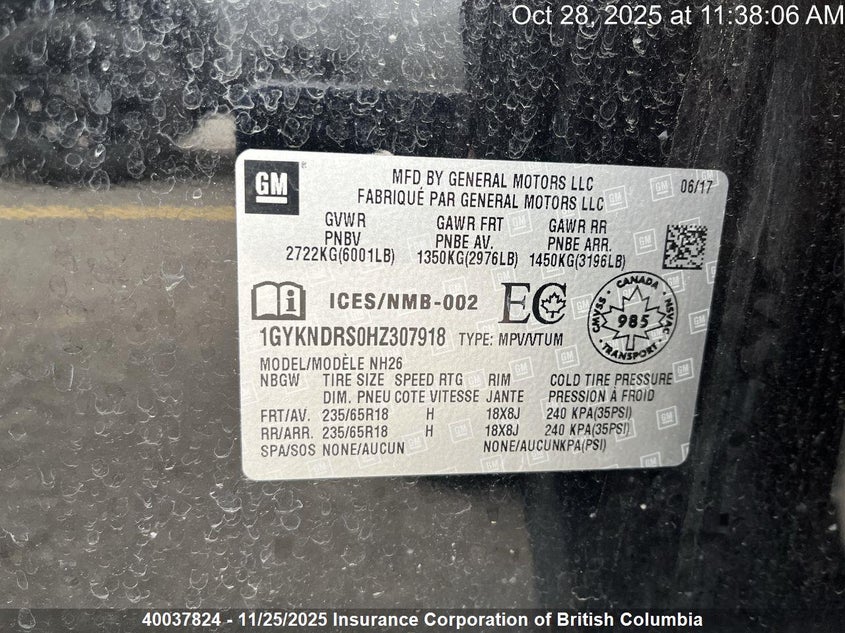 Oct 28, 2025 at 11:38:06 AM
GM
MFD BY GENERAL MOTORS LLC
06/17
FABRIQUÉ PAR GENERAL MOTORS LLC
GVWR GAWR FRT GAWR RR
PNBV PNBE AV. PNBE ARR.
2722KG(6001LB) 1350KG(2976LB) 1450KG(3196LB)
ICES/NMB-002 EC
CANADA CMVSS NSVAC 985 TRANSPORT
1GYKNDRS0HZ307918 TYPE: MPV/VTUM
MODEL/MODÈLE NH26
NBGW TIRE SIZE SPEED RTG RIM COLD TIRE PRESSURE
DIM. PNEU COTE VITESSE JANTE PRESSION À FROID
FRT/AV. 235/65R18 H 18X8J 240 KPA(35PSI)
RR/ARR. 235/65R18 H 18X8J 240 KPA(35PSI)
SPA/SOS NONE/AUCUN NONE/AUCUNKPA(PSI)
40037824 - 11/25/2025 Insurance Corporation of British Columbia